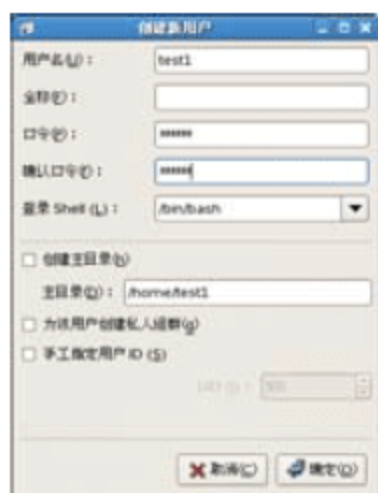 创建新用户
用户名(U)： test1
全称(F)：
口令(P)： ******
确认口令(F)： ******
登录 Shell (L)： /bin/bash
创建主目录(h)
主目录(D)： /home/test1
为该用户创建私人组群(g)
手工指定用户 ID (S)
UID (I)： 500
取消(C)
确定(O)